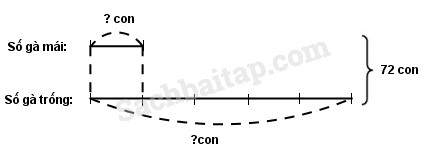 ? con
Số gà mái:
72 con
Số gà trống:
?con
Sachbaitap.com